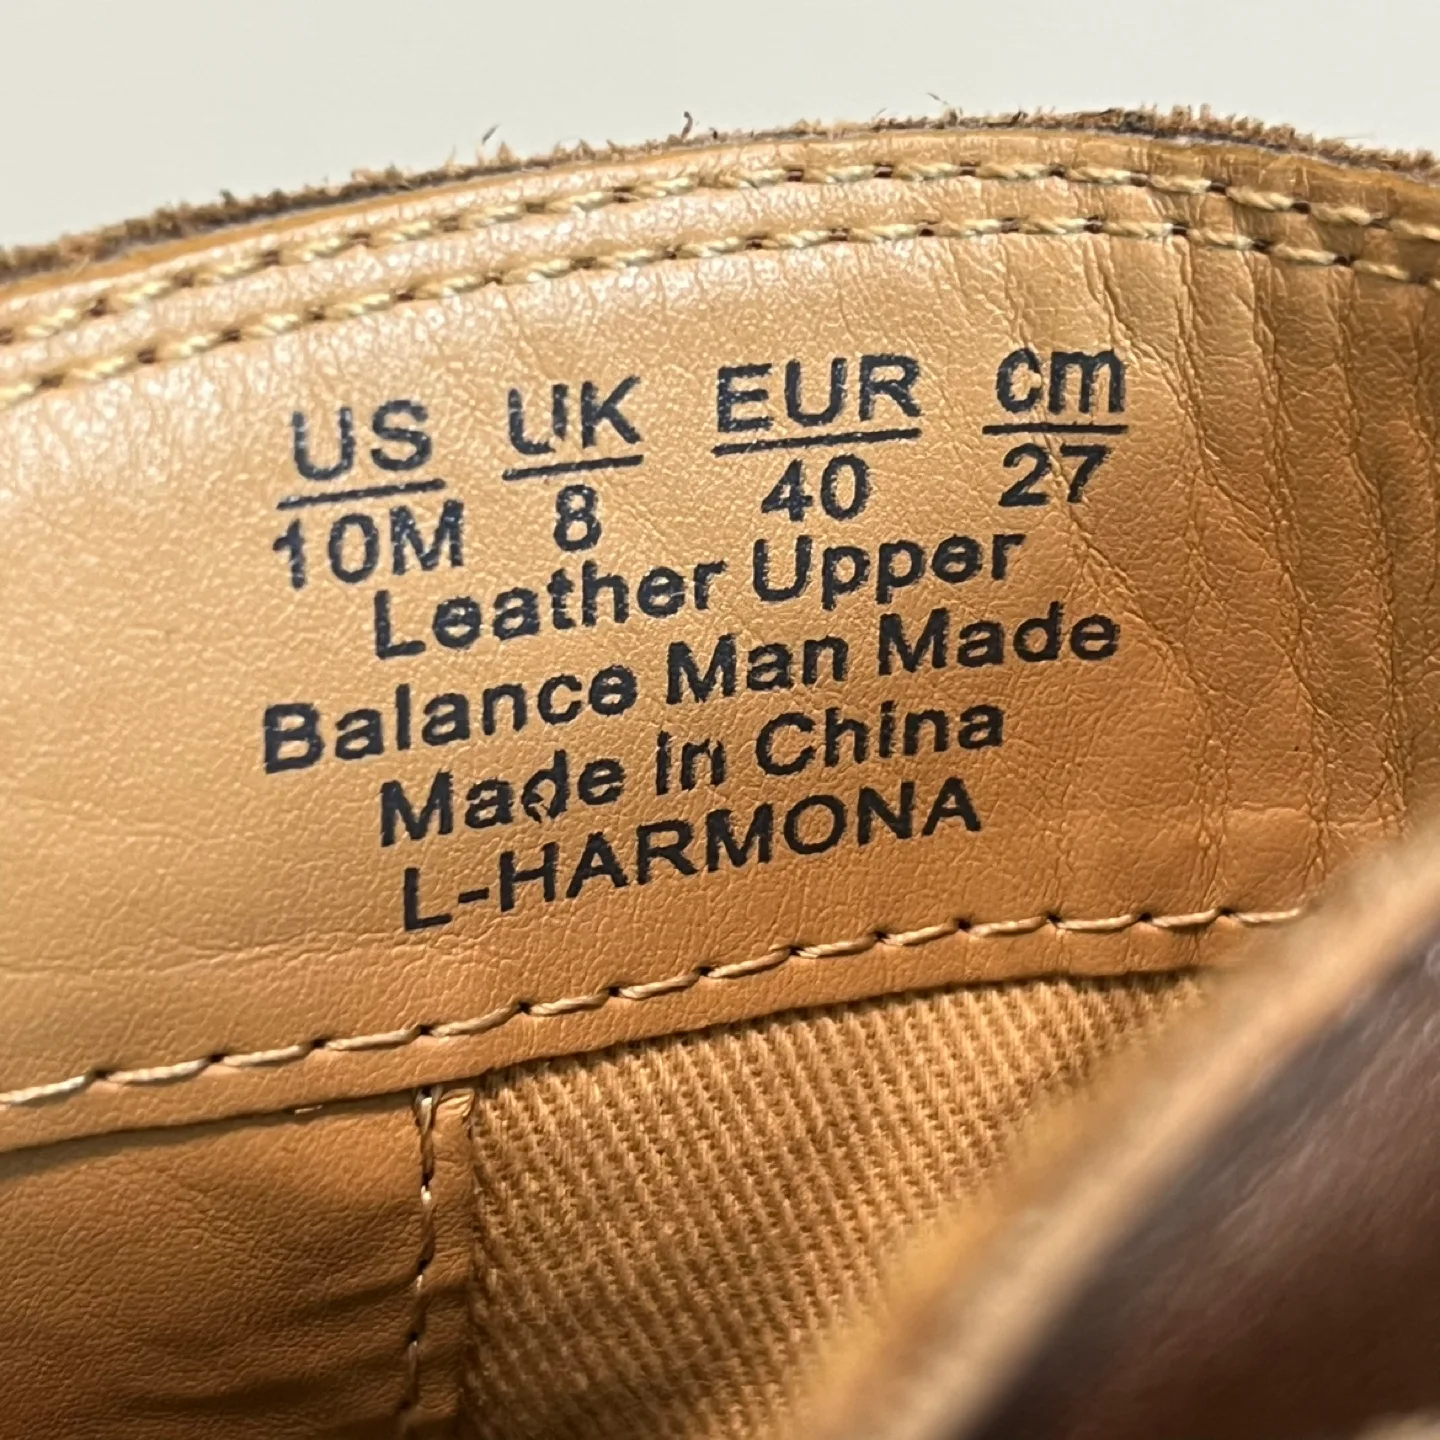 US UK EUR cm
10M 8 40 27
Leather Upper
Balance Man Made
Made In China
L-HARMONA